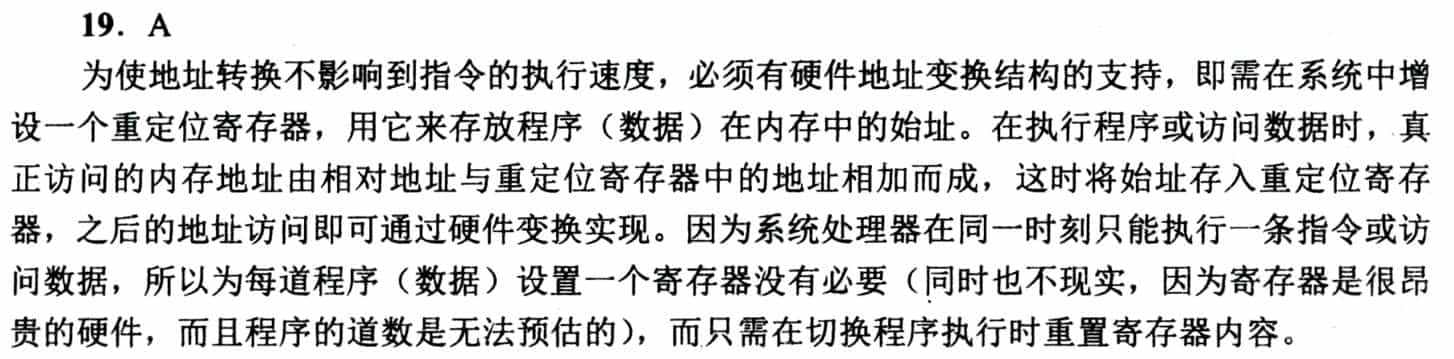 19. A
为使地址转换不影响到指令的执行速度，必须有硬件地址变换结构的支持，即需在系统中增
设一个重定位寄存器，用它来存放程序（数据）在内存中的始址。在执行程序或访问数据时，真
正访问的内存地址由相对地址与重定位寄存器中的地址相加而成，这时将始址存入重定位寄存
器，之后的地址访问即可通过硬件变换实现。因为系统处理器在同一时刻只能执行一条指令或访
问数据，所以为每道程序（数据）设置一个寄存器没有必要（同时也不现实，因为寄存器是很昂
贵的硬件，而且程序的道数是无法预估的），而只需在切换程序执行时重置寄存器内容。